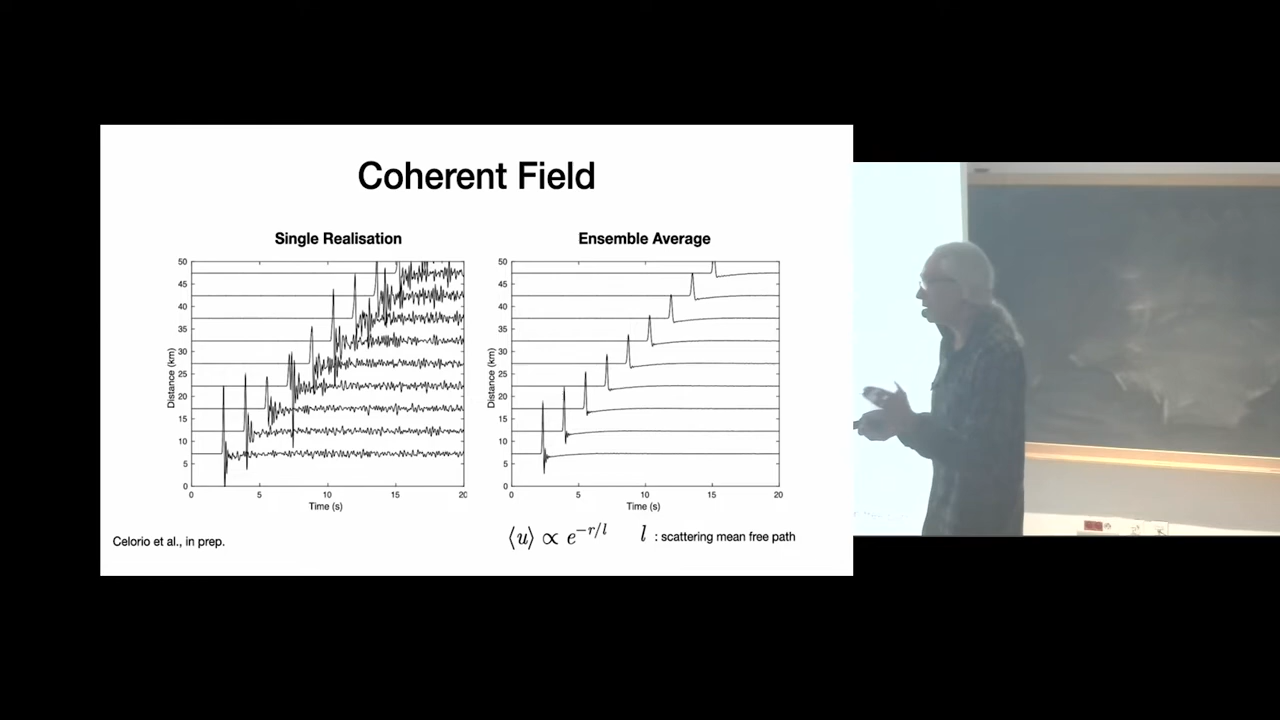 Coherent Field
Single Realisation
Ensemble Average
50
45
40
35
30
25
20
15
10
5
0
Distance (km)
0 5 10 15 20
Time (s)
50
45
40
35
30
25
20
15
10
5
0
Distance (km)
0 5 10 15 20
Time (s)
⟨u⟩ ∝ e^{-r/l}
l : scattering mean free path
Celorio et al., in prep.